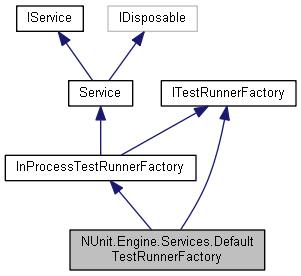 IService
IDisposable
Service
ITestRunnerFactory
InProcessTestRunnerFactory
NUnit.Engine.Services.Default
TestRunnerFactory